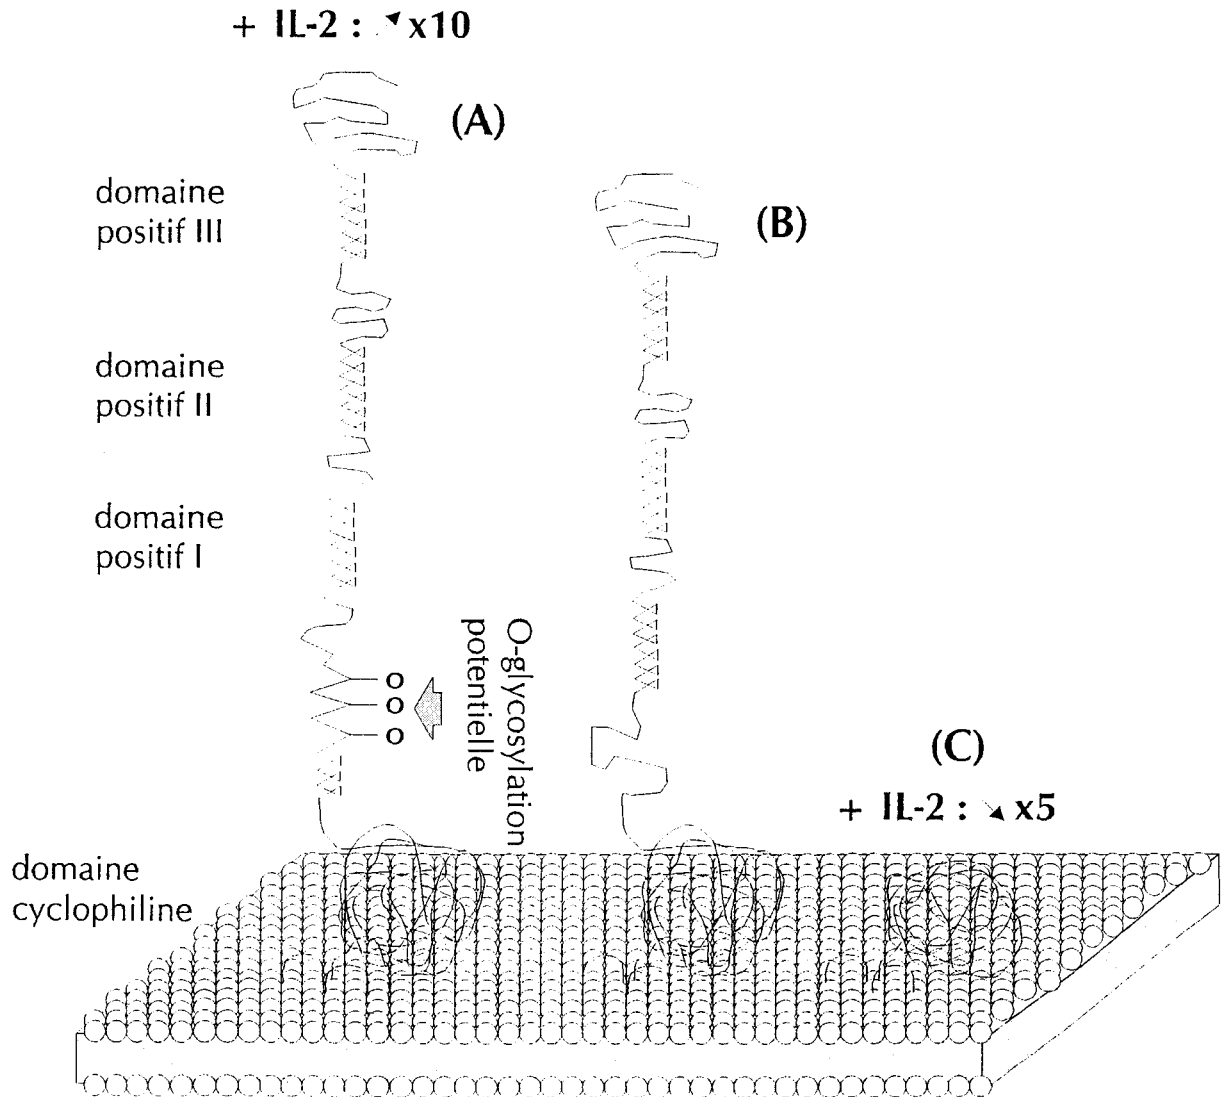 + IL-2 : ↗ x10
(A)
domaine
positif III
(B)
domaine
positif II
domaine
positif I
O-glycosylation
potentielle
O
O
O
(C)
+ IL-2 : ↘ x5
domaine
cyclophiline